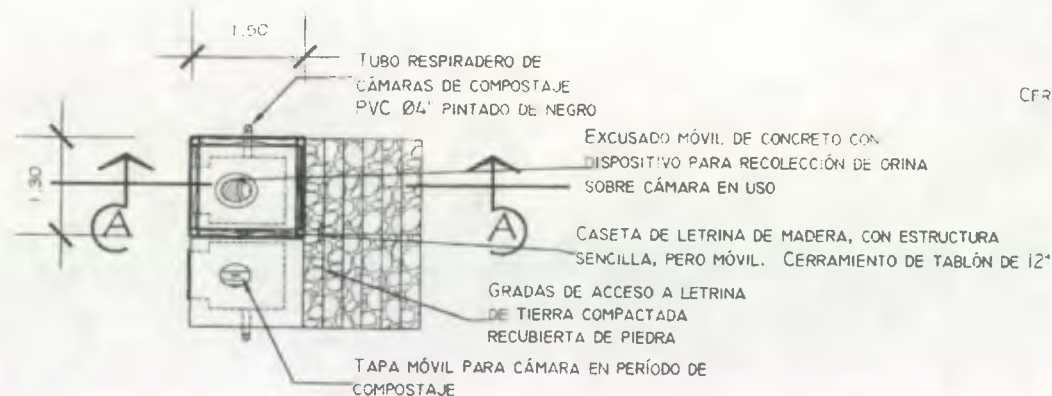 1.50
TUBO RESPIRADERO DE
CÁMARAS DE COMPOSTAJE
PVC Ø4" PINTADO DE NEGRO
CER
EXCUSADO MÓVIL DE CONCRETO CON
DISPOSITIVO PARA RECOLECCIÓN DE ORINA
SOBRE CÁMARA EN USO
1.30
A
A
CASETA DE LETRINA DE MADERA, CON ESTRUCTURA
SENCILLA, PERO MÓVIL. CERRAMIENTO DE TABLÓN DE 12"
GRADAS DE ACCESO A LETRINA
DE TIERRA COMPACTADA
RECUBIERTA DE PIEDRA
TAPA MÓVIL PARA CÁMARA EN PERÍODO DE
COMPOSTAJE